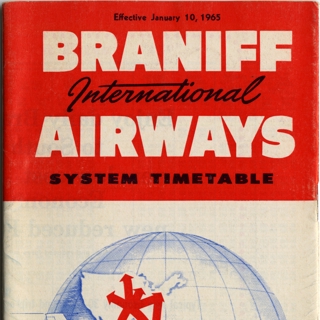 Effective January 10, 1965
BRANIFF
International
AIRWAYS
SYSTEM TIMETABLE